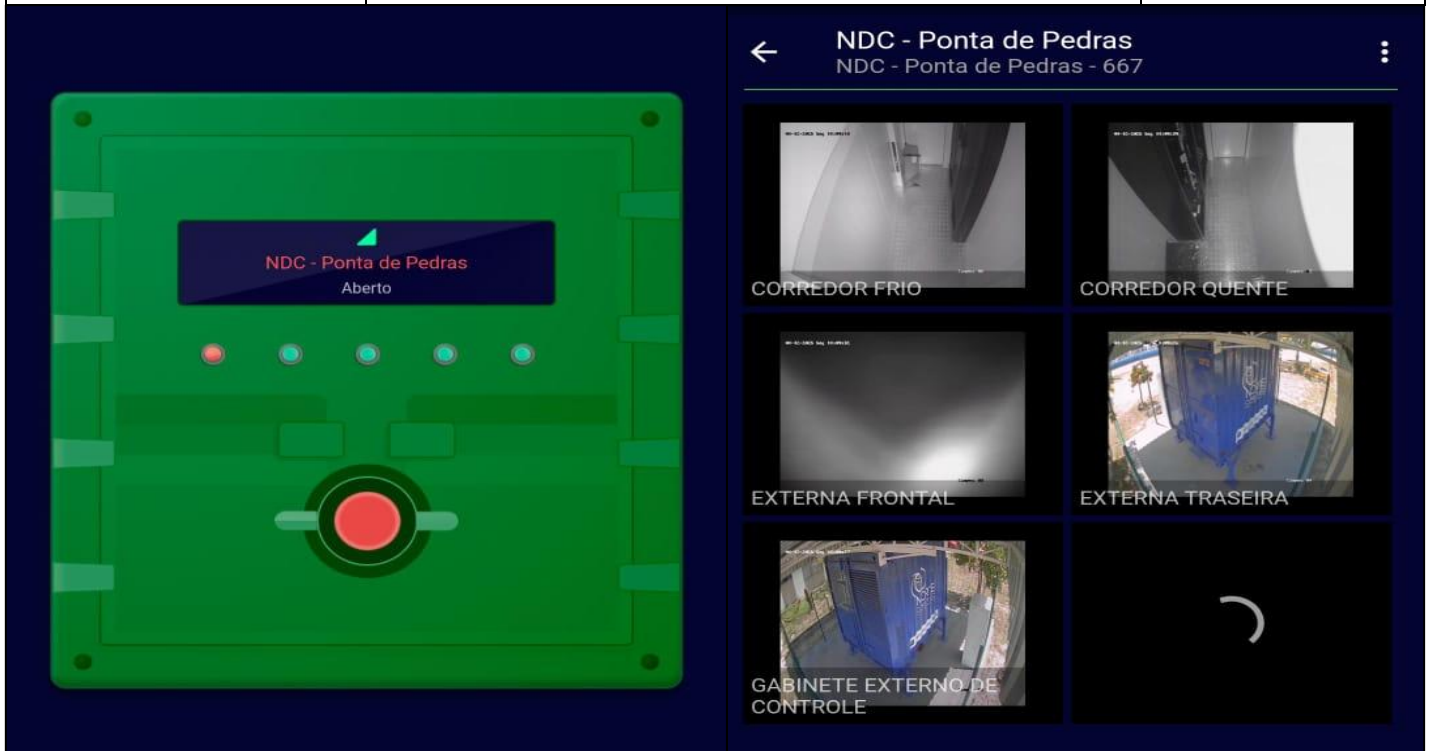 NDC - Ponta de Pedras
Aberto
NDC - Ponta de Pedras
NDC - Ponta de Pedras - 667
CORREDOR FRIO
CORREDOR QUENTE
EXTERNA FRONTAL
EXTERNA TRASEIRA
GABINETE EXTERNO DE
CONTROLE